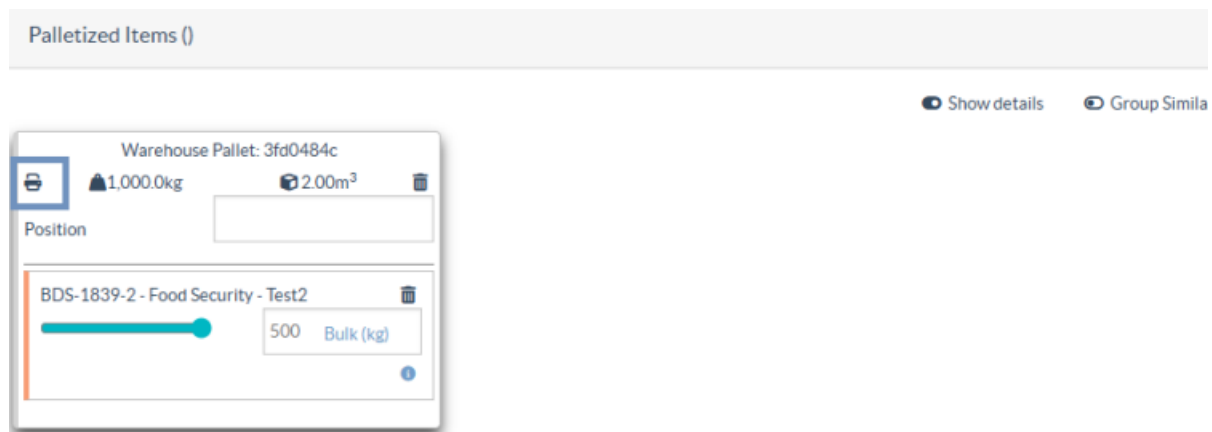 Palletized Items ()
Show details Group Simila
Warehouse Pallet: 3fd0484c
1,000.0kg 2.00m³
Position
BDS-1839-2 - Food Security - Test2
500 Bulk (kg)